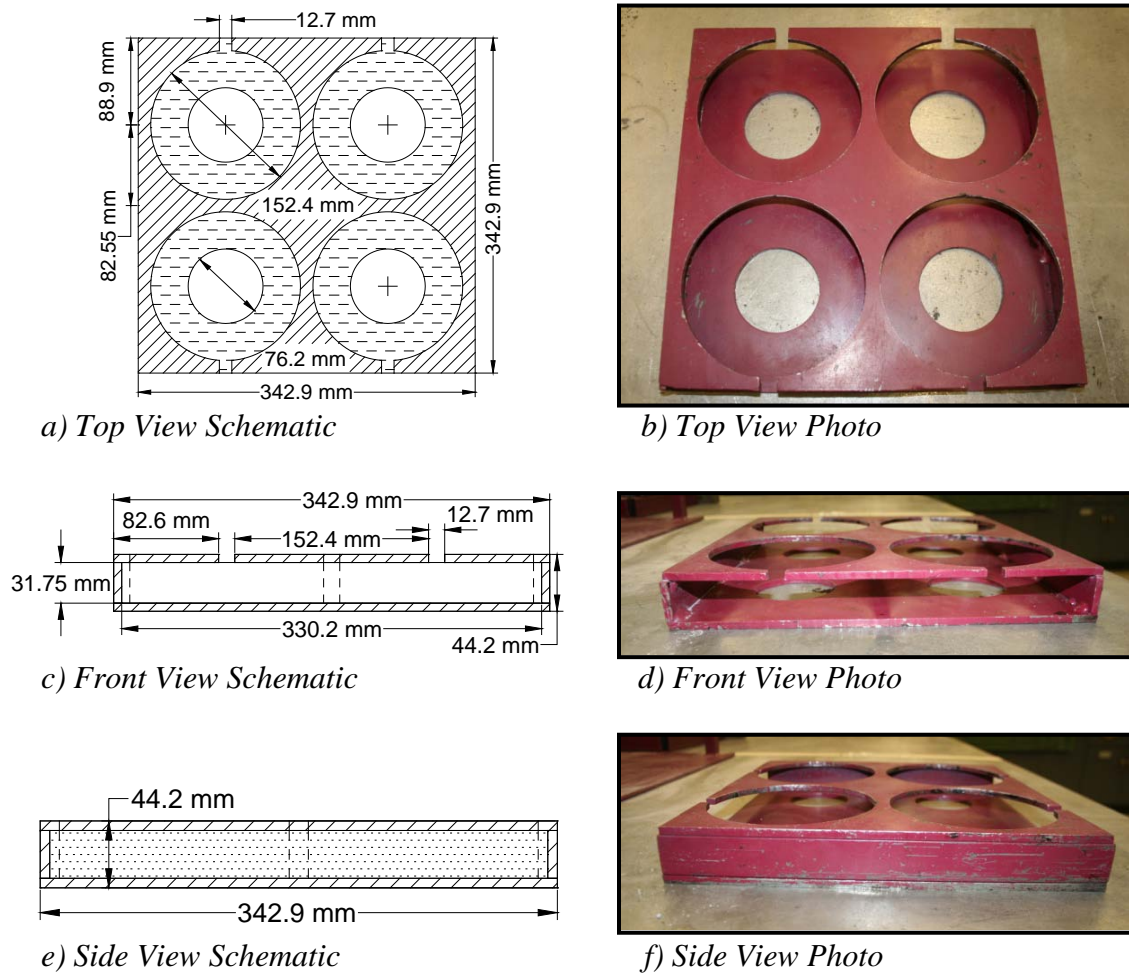 12.7 mm
88.9 mm
82.55 mm
152.4 mm
342.9 mm
76.2 mm
342.9 mm
a) Top View Schematic
b) Top View Photo
342.9 mm
82.6 mm
12.7 mm
152.4 mm
31.75 mm
330.2 mm
44.2 mm
c) Front View Schematic
d) Front View Photo
44.2 mm
342.9 mm
e) Side View Schematic
f) Side View Photo